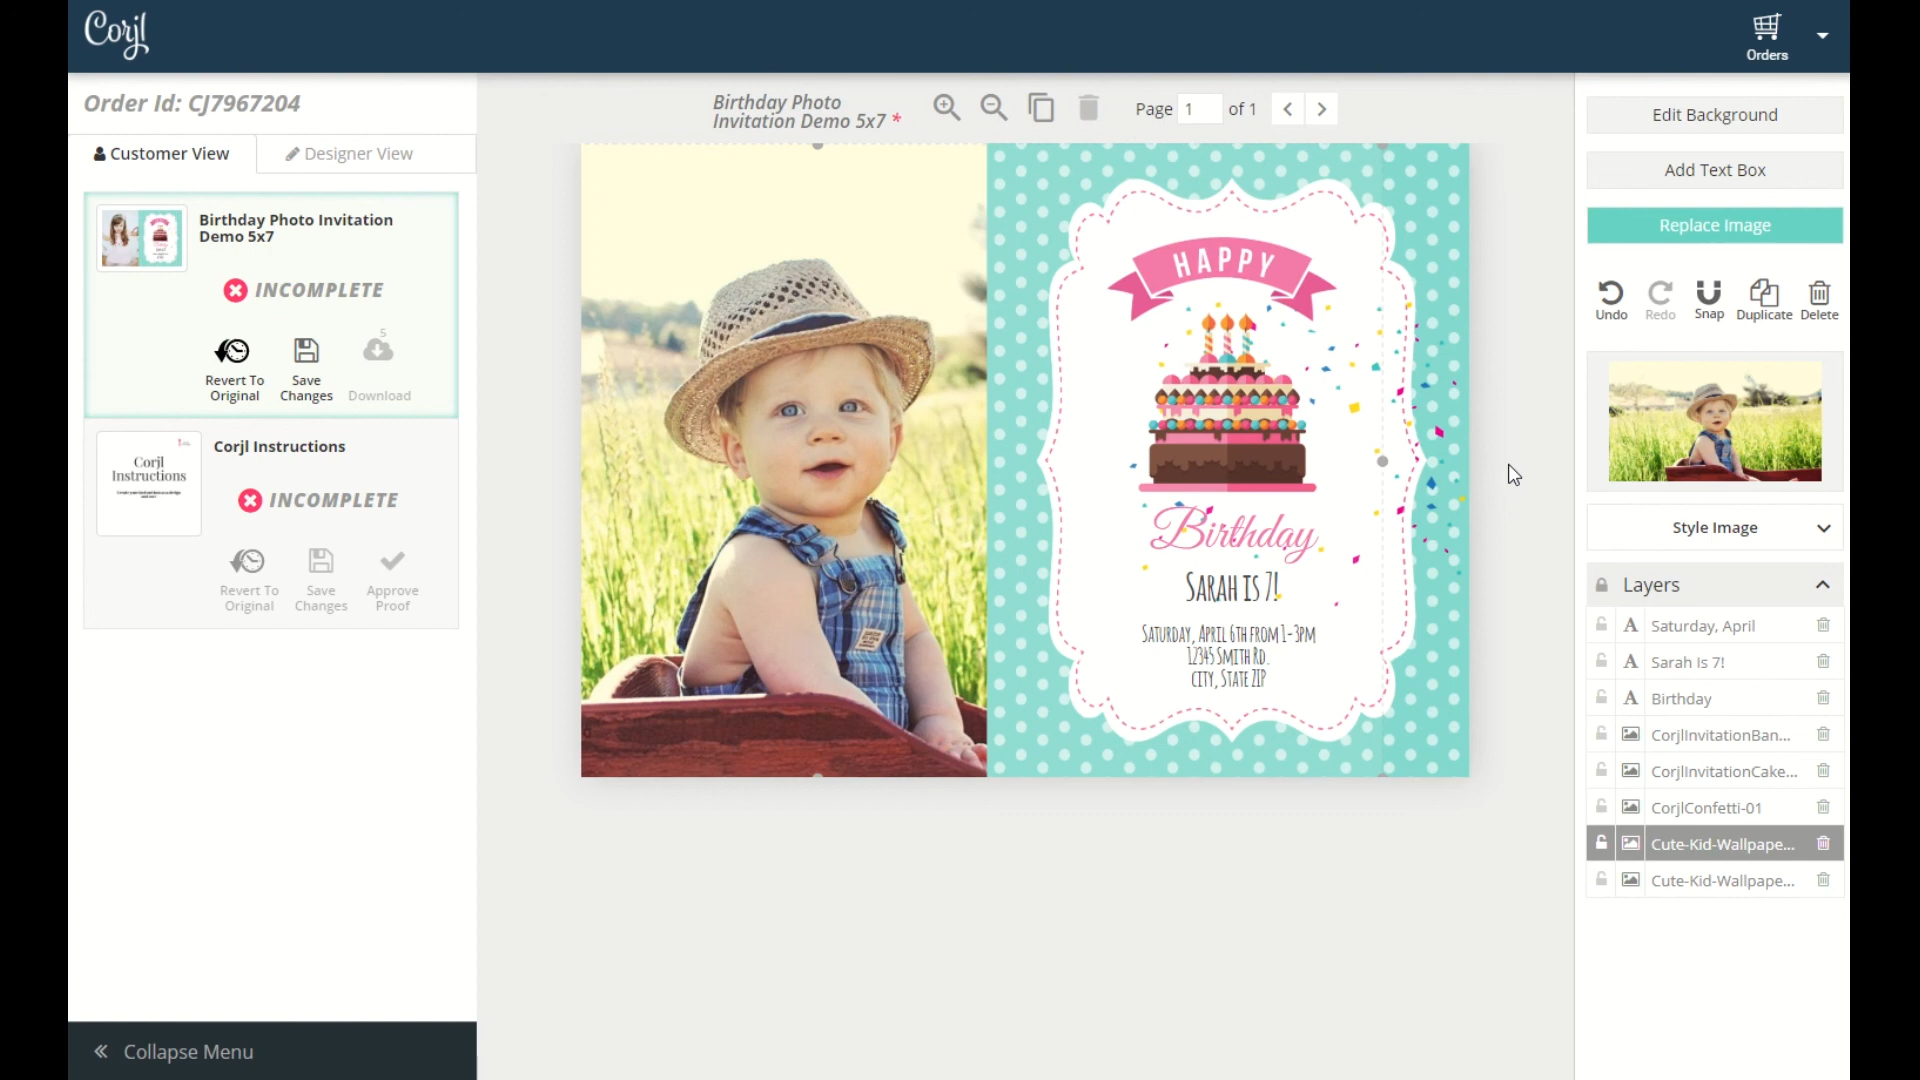 Corjl
Orders
Order Id: CJ7967204
Customer View
Designer View
Birthday Photo Invitation
Demo 5x7
INCOMPLETE
5
Revert To
Original
Save
Changes
Download
Corjl
Instructions
Corjl Instructions
INCOMPLETE
Revert To
Original
Save
Changes
Approve
Proof
Collapse Menu
Birthday Photo
Invitation Demo 5x7 *
Page 1 of 1
HAPPY
Birthday
SARAH IS 7!
SATURDAY, APRIL 6TH FROM 1-3PM
12345 SMITH RD.
CITY, STATE ZIP
Edit Background
Add Text Box
Replace Image
Undo
Redo
Snap
Duplicate
Delete
Style Image
Layers
A Saturday, April
A Sarah Is 7!
A Birthday
CorjlInvitationBan...
CorjlInvitationCake...
CorjlConfetti-01
Cute-Kid-Wallpape...
Cute-Kid-Wallpape...